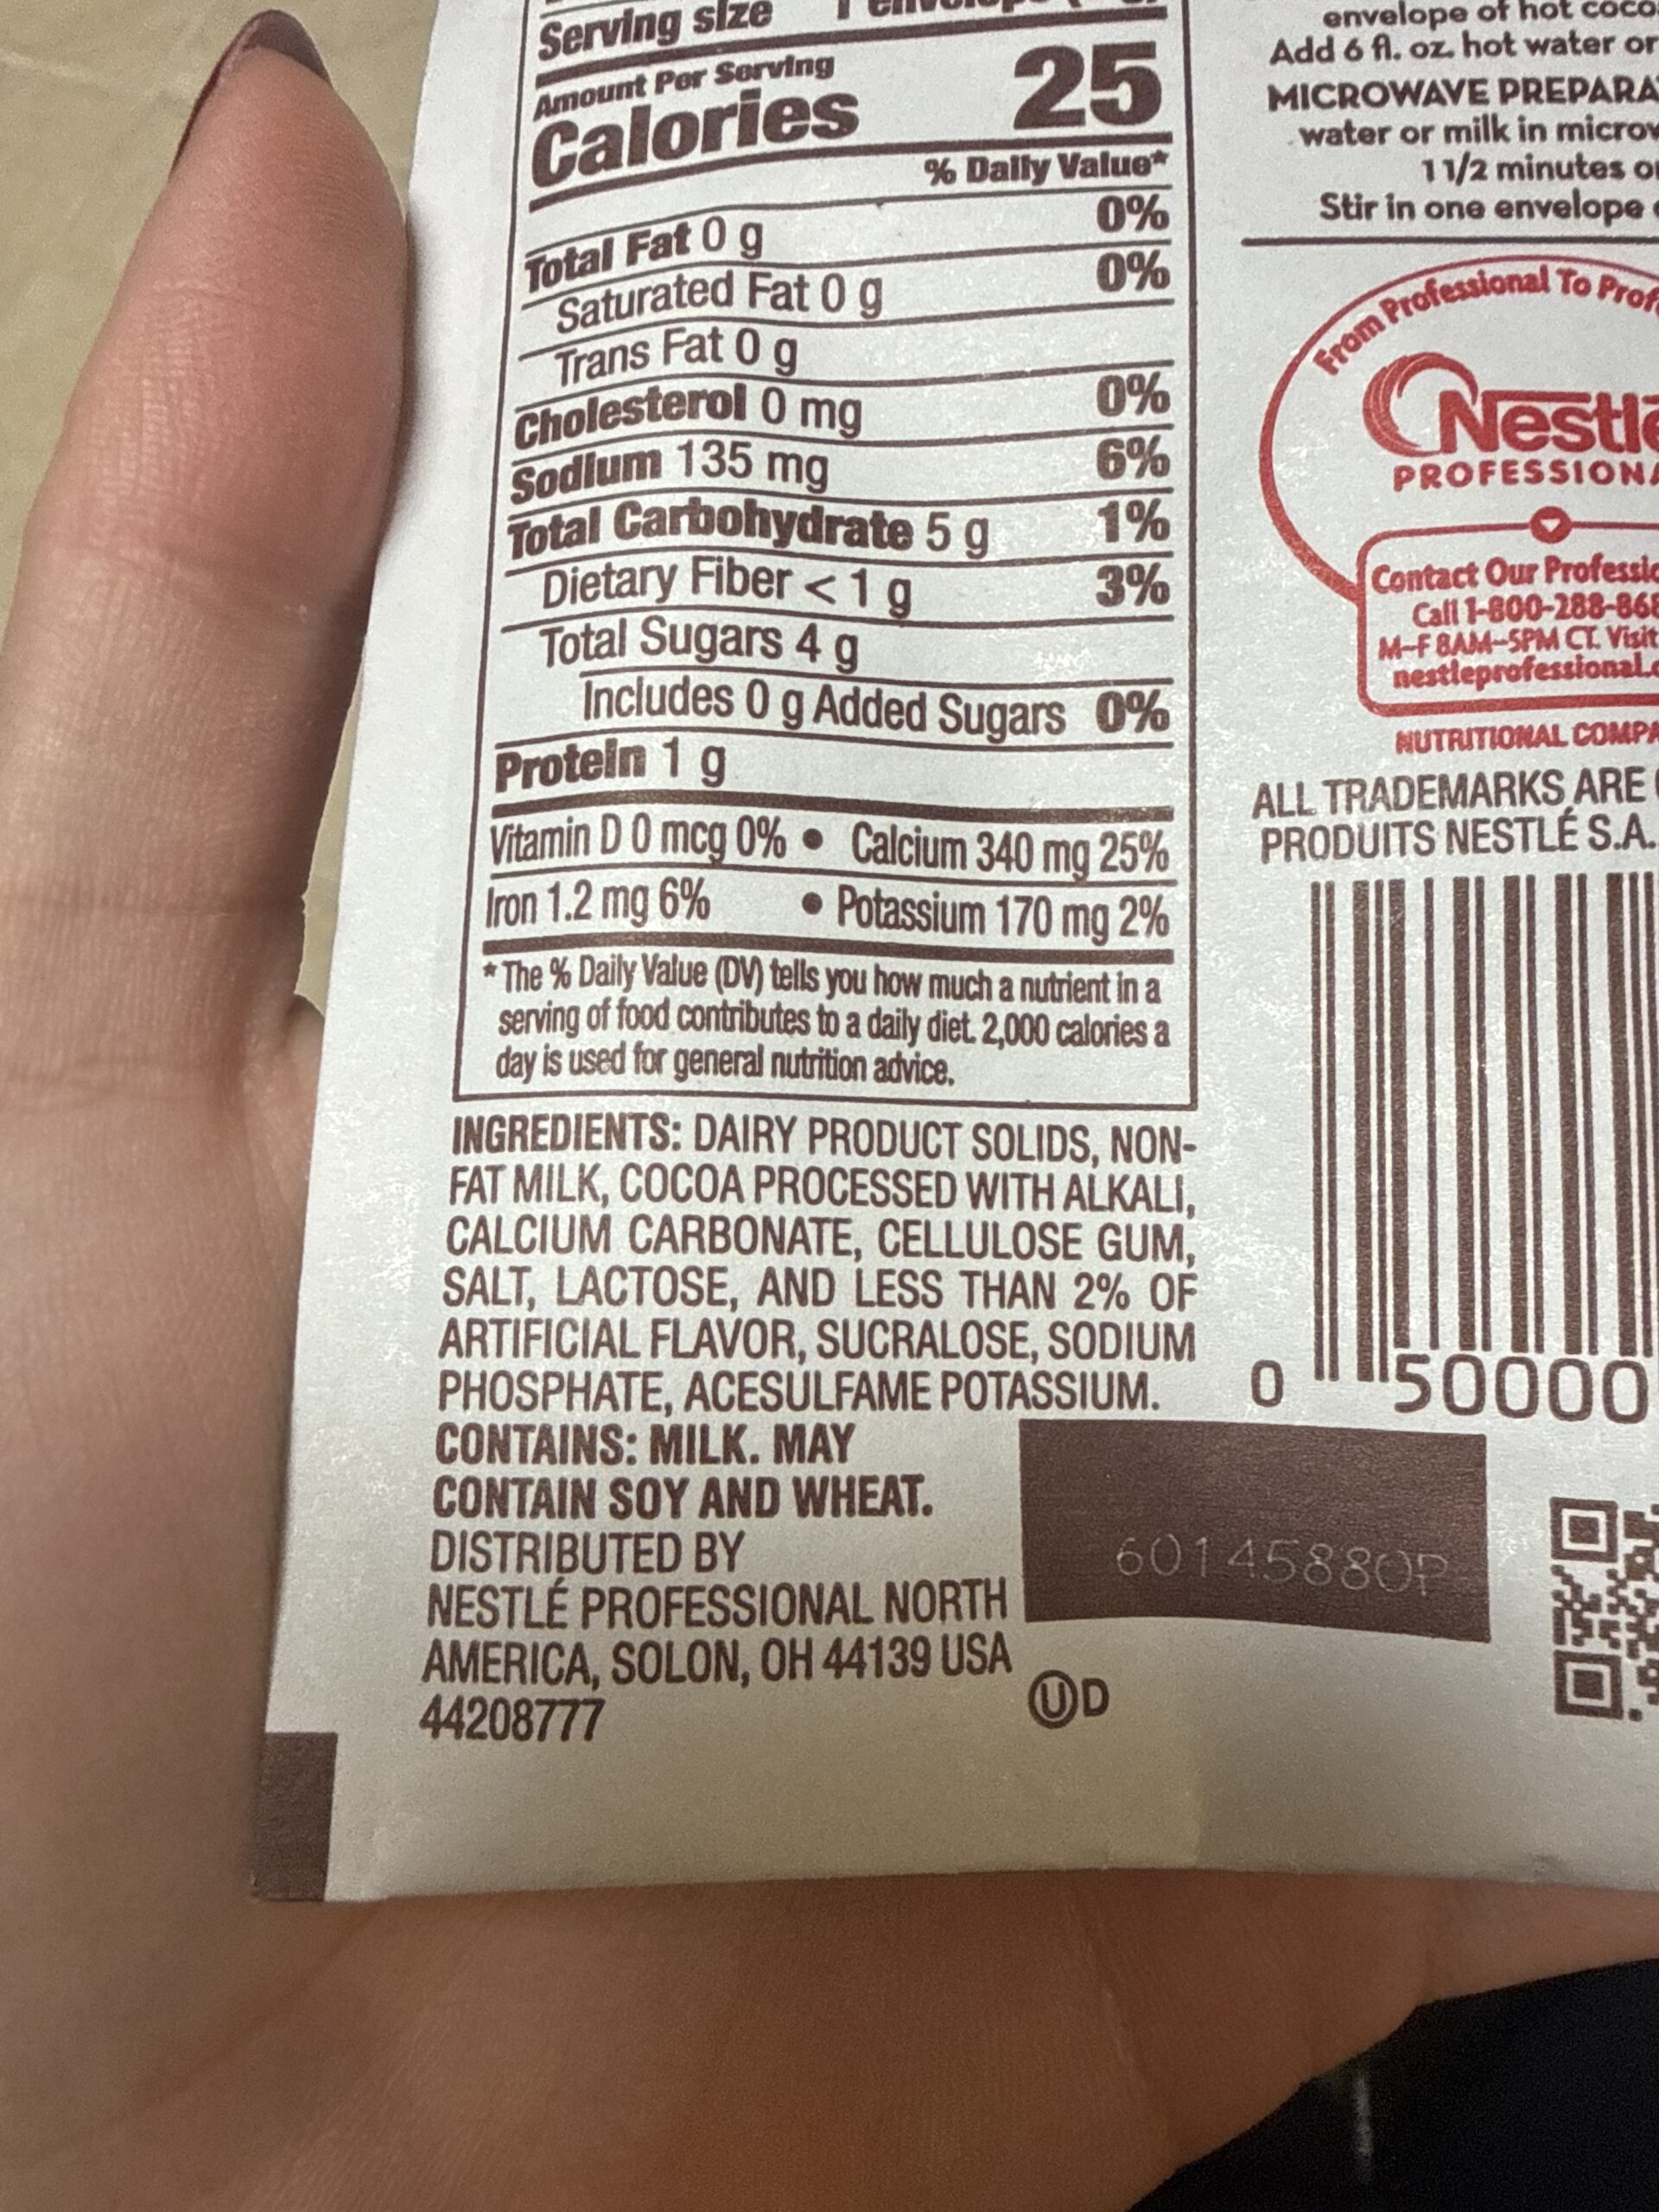 Serving size 1
Amount Per Serving
Calories 25
% Daily Value*
Total Fat 0 g 0%
Saturated Fat 0 g 0%
Trans Fat 0 g
Cholesterol 0 mg 0%
Sodium 135 mg 6%
Total Carbohydrate 5 g 1%
Dietary Fiber < 1 g 3%
Total Sugars 4 g
Includes 0 g Added Sugars 0%
Protein 1 g
Vitamin D 0 mcg 0% • Calcium 340 mg 25%
Iron 1.2 mg 6% • Potassium 170 mg 2%
* The % Daily Value (DV) tells you how much a nutrient in a
serving of food contributes to a daily diet. 2,000 calories a
day is used for general nutrition advice.
INGREDIENTS: DAIRY PRODUCT SOLIDS, NON-
FAT MILK, COCOA PROCESSED WITH ALKALI,
CALCIUM CARBONATE, CELLULOSE GUM,
SALT, LACTOSE, AND LESS THAN 2% OF
ARTIFICIAL FLAVOR, SUCRALOSE, SODIUM
PHOSPHATE, ACESULFAME POTASSIUM.
CONTAINS: MILK. MAY
CONTAIN SOY AND WHEAT.
DISTRIBUTED BY
NESTLÉ PROFESSIONAL NORTH
AMERICA, SOLON, OH 44139 USA
44208777
60145880P
ⓊD
envelope of hot
Add 6 fl. oz. hot water or
MICROWAVE
water or milk in
1 1/2 minutes
Stir in one envelope
From Professional To
Nestlé
Contact Our
Call 1-800-288-
M-F 8AM-5PM CT. Visit
nestleprofessional.
NUTRITIONAL
ALL TRADEMARKS ARE
PRODUITS NESTLÉ S.A.
0 50000